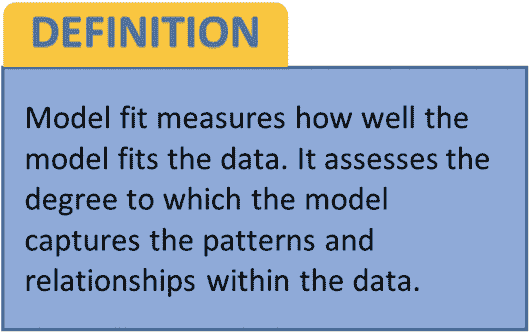 DEFINITION
Model fit measures how well the
model fits the data. It assesses the
degree to which the model
captures the patterns and
relationships within the data.